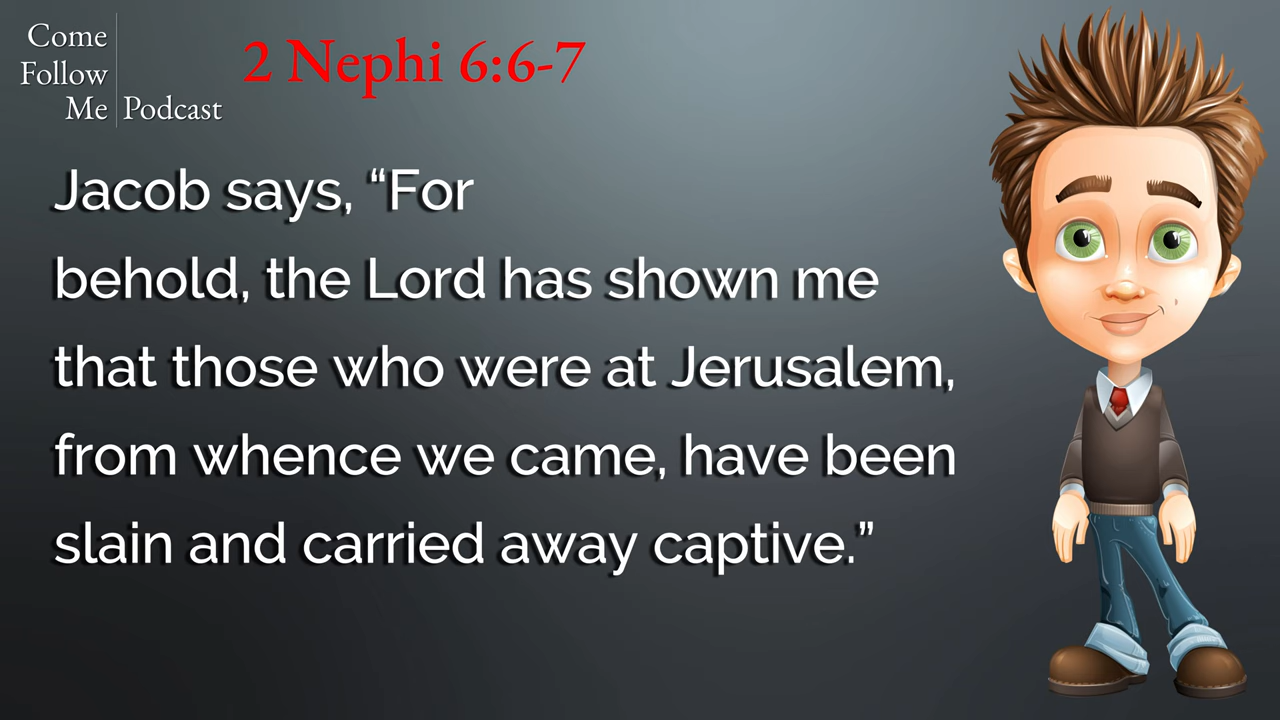 Come
Follow
Me Podcast
2 Nephi 6:6-7
Jacob says, “For
behold, the Lord has shown me
that those who were at Jerusalem,
from whence we came, have been
slain and carried away captive.”